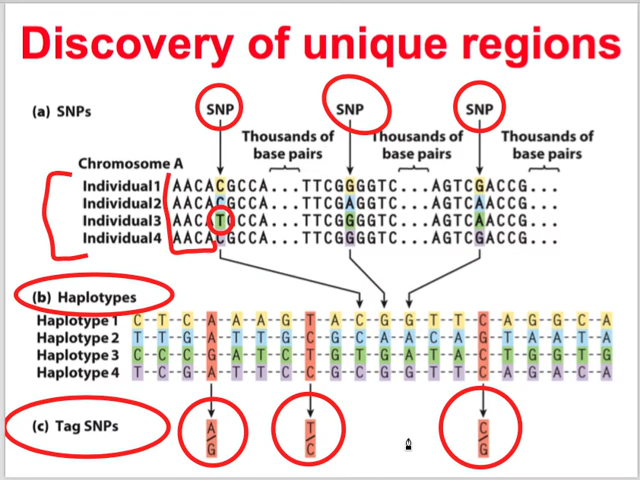 Discovery of unique regions
(a) SNPs
SNP SNP SNP
Thousands of base pairs Thousands of base pairs Thousands of base pairs
Chromosome A
Individual1 AACACGCCA...TTCGGGGTC...AGTCGACCG...
Individual2 AACACGCCA...TTCGAGGTC...AGTCAACCG...
Individual3 AACATGCCA...TTCGGGGTC...AGTCAACCG...
Individual4 AACACGCCA...TTCGGGGTC...AGTCGACCG...
(b) Haplotypes
Haplotype 1 C-T-C-A-A-A-G-T-A-C-G-G-T-T-C-A-G-G-C-A
Haplotype 2 T-T-G-A-T-T-G-C-G-C-A-A-C-A-G-T-A-A-T-A
Haplotype 3 C-C-C-G-A-T-C-T-G-T-G-A-T-A-C-T-G-G-T-G
Haplotype 4 T-C-G-A-T-T-C-C-G-C-G-G-T-T-C-A-G-A-C-A
(c) Tag SNPs
A/G T/C C/G